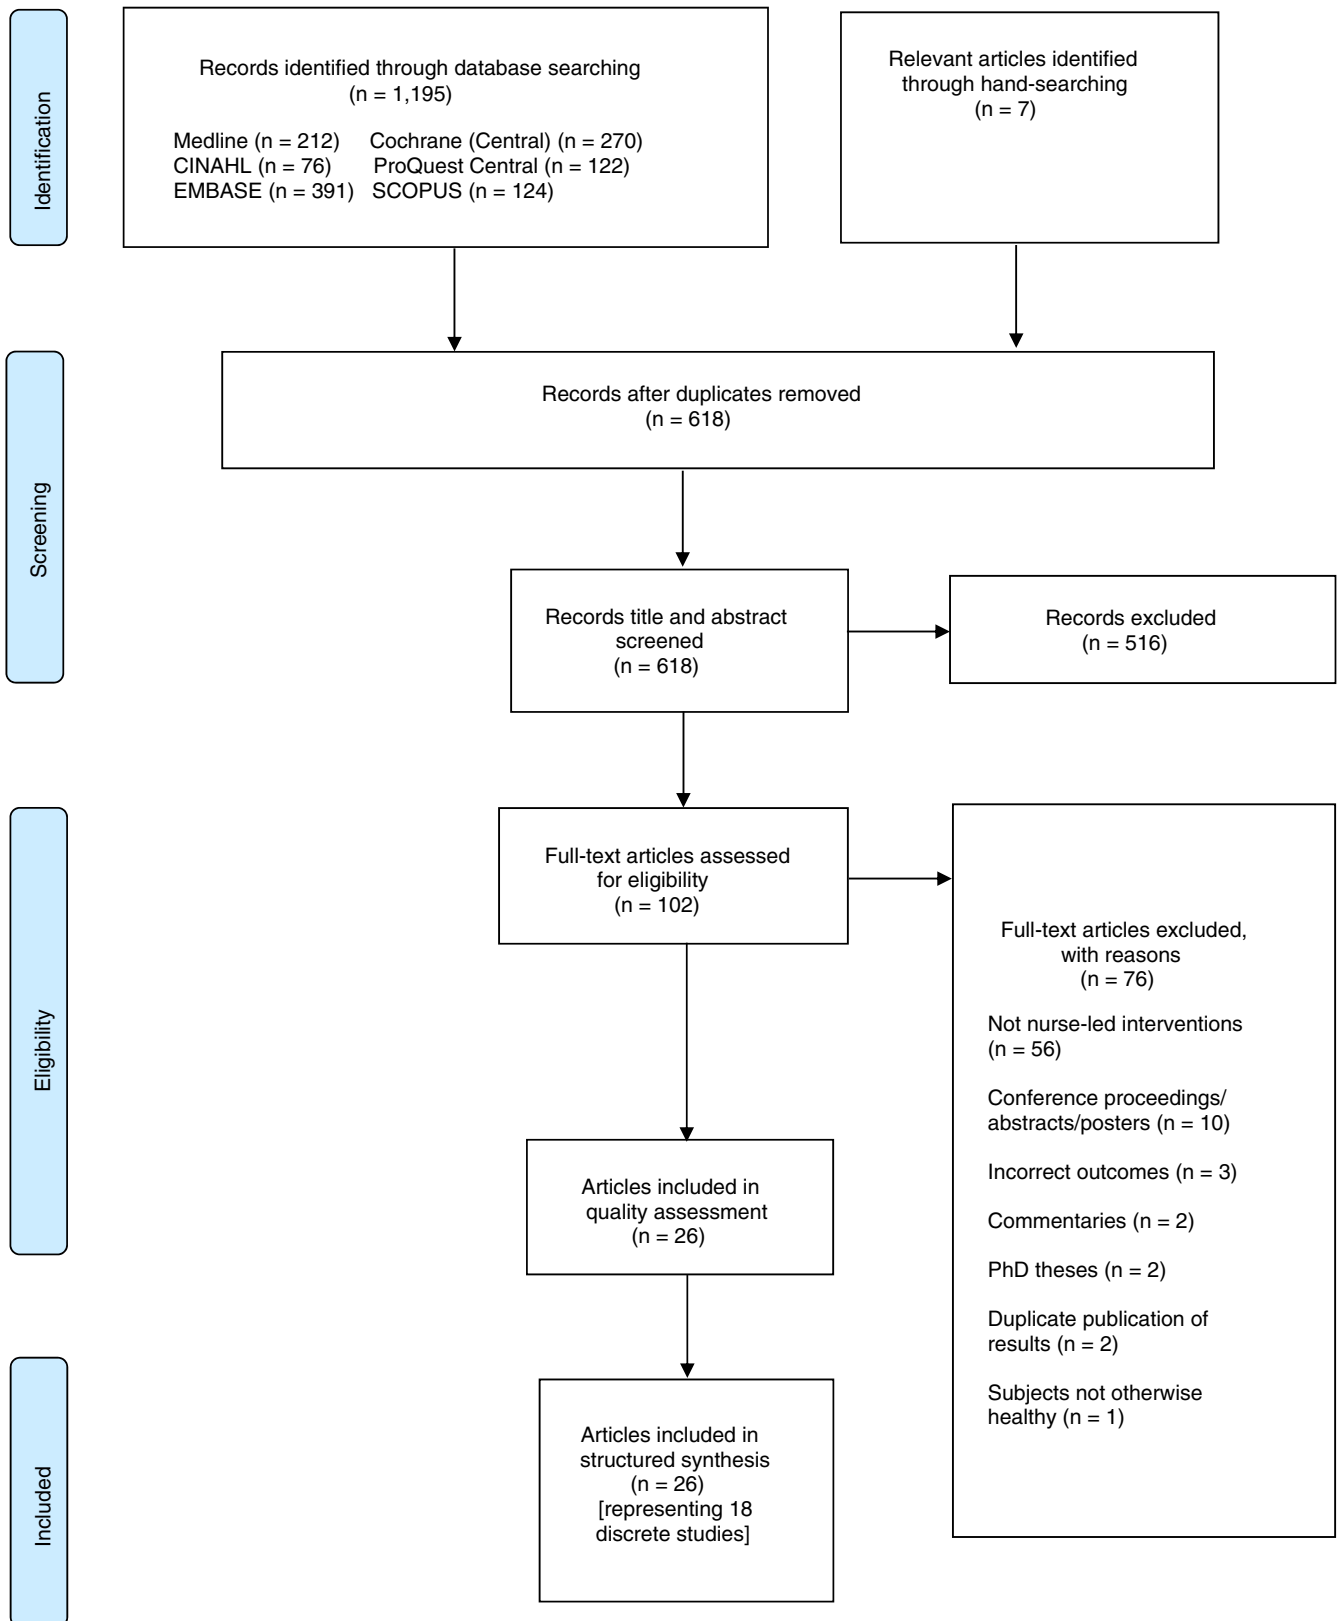 Identification
Records identified through database searching
(n = 1,195)
Medline (n = 212) Cochrane (Central) (n = 270)
CINAHL (n = 76) ProQuest Central (n = 122)
EMBASE (n = 391) SCOPUS (n = 124)
Relevant articles identified
through hand-searching
(n = 7)
Screening
Records after duplicates removed
(n = 618)
Records title and abstract
screened
(n = 618)
Records excluded
(n = 516)
Eligibility
Full-text articles assessed
for eligibility
(n = 102)
Full-text articles excluded,
with reasons
(n = 76)
Not nurse-led interventions
(n = 56)
Conference proceedings/
abstracts/posters (n = 10)
Incorrect outcomes (n = 3)
Commentaries (n = 2)
PhD theses (n = 2)
Duplicate publication of
results (n = 2)
Subjects not otherwise
healthy (n = 1)
Articles included in
quality assessment
(n = 26)
Included
Articles included in
structured synthesis
(n = 26)
[representing 18
discrete studies]